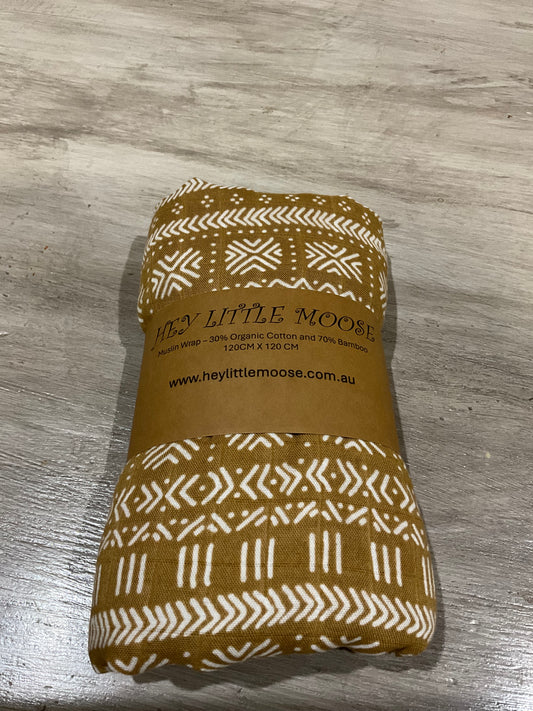 HEY LITTLE MOOSE
Muslin Wrap – 30% Organic Cotton and 70% Bamboo
120CM X 120 CM
www.heylittlemoose.com.au